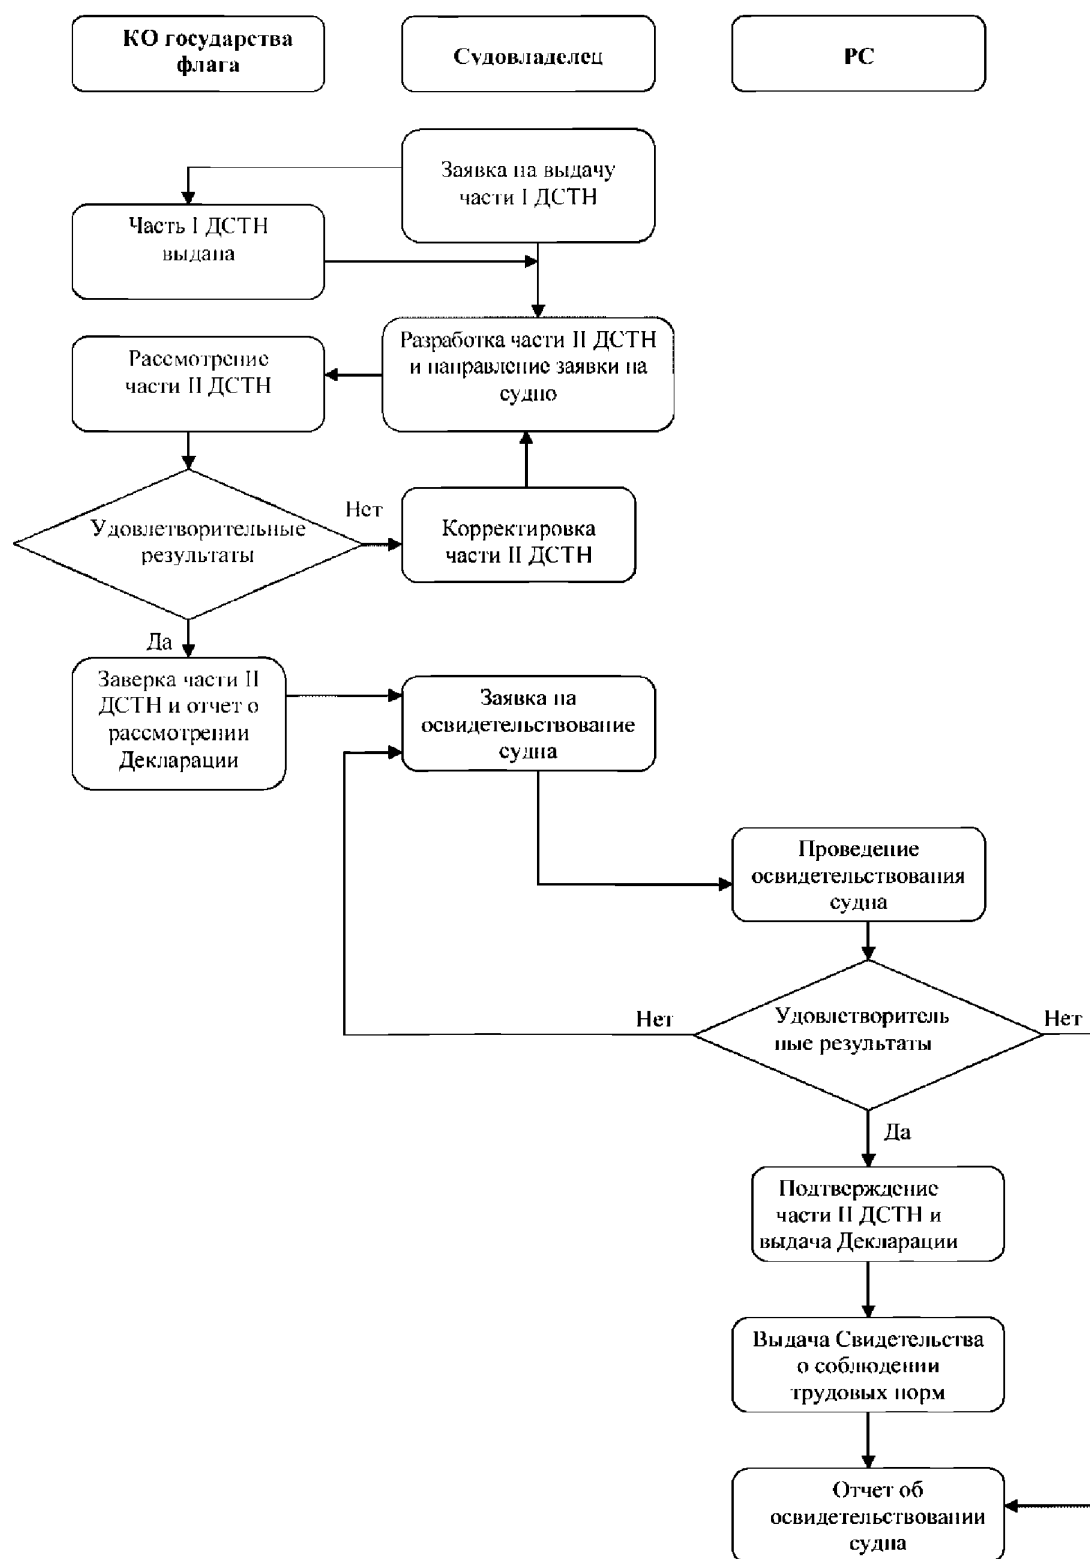 КО государства
флага
Судовладелец
РС
Заявка на выдачу
части I ДСТН
Часть I ДСТН
выдана
Разработка части II ДСТН
и направление заявки на
судно
Рассмотрение
части II ДСТН
Удовлетворительные
результаты
Нет
Корректировка
части II ДСТН
Да
Заверка части II
ДСТН и отчет о
рассмотрении
Декларации
Заявка на
освидетельствование
судна
Проведение
освидетельствования
судна
Нет
Удовлетворитель
ные результаты
Нет
Да
Подтверждение
части II ДСТН и
выдача Декларации
Выдача Свидетельства
о соблюдении
трудовых норм
Отчет об
освидетельствовании
судна